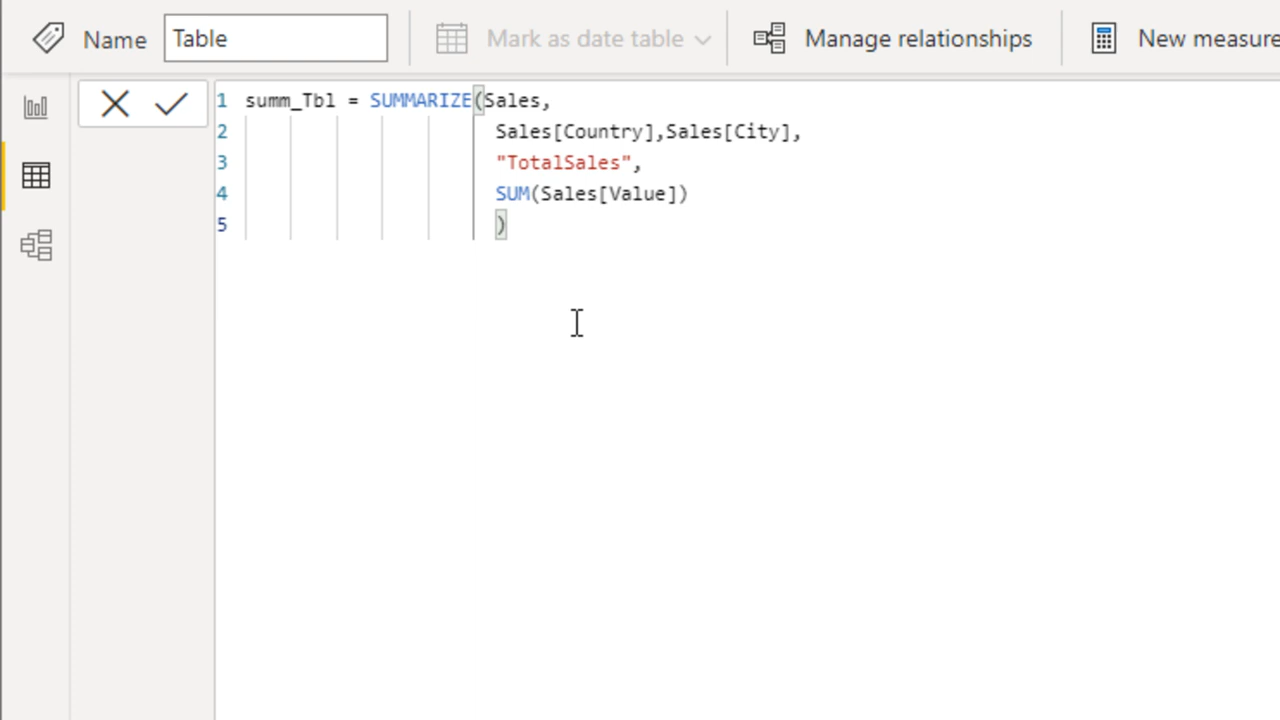 Name Table Mark as date table Manage relationships New measure
1 summ_Tbl = SUMMARIZE(Sales,
2 Sales[Country],Sales[City],
3 "TotalSales",
4 SUM(Sales[Value])
5 )